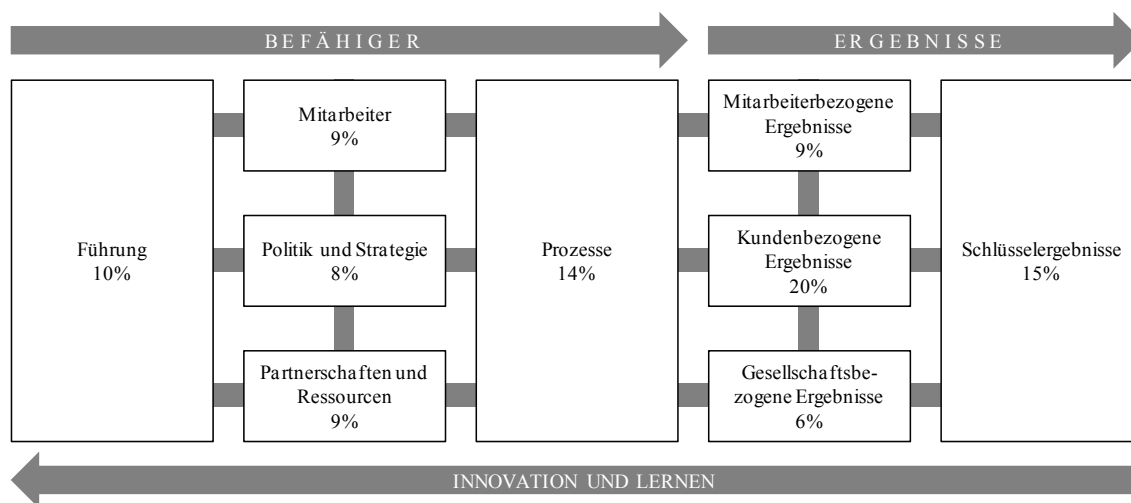 BEFÄHIGER
ERGEBNISSE
Führung
10%
Mitarbeiter
9%
Politik und Strategie
8%
Partnerschaften und
Ressourcen
9%
Prozesse
14%
Mitarbeiterbezogene
Ergebnisse
9%
Kundenbezogene
Ergebnisse
20%
Gesellschaftsbe-
zogene Ergebnisse
6%
Schlüsselergebnisse
15%
INNOVATION UND LERNEN